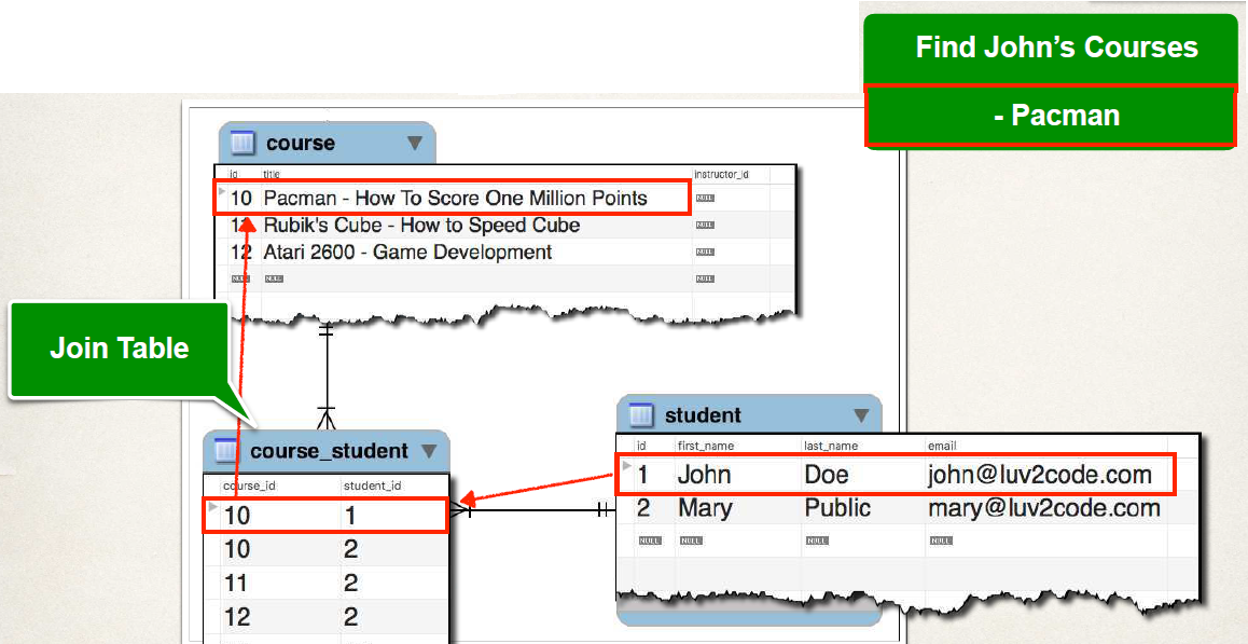 Find John's Courses
- Pacman
course
id title instructor_id
10 Pacman - How To Score One Million Points NULL
11 Rubik's Cube - How to Speed Cube NULL
12 Atari 2600 - Game Development NULL
NULL NULL NULL
Join Table
student
id first_name last_name email
1 John Doe john@luv2code.com
2 Mary Public mary@luv2code.com
NULL NULL NULL NULL
course_student
course_id student_id
10 1
10 2
11 2
12 2